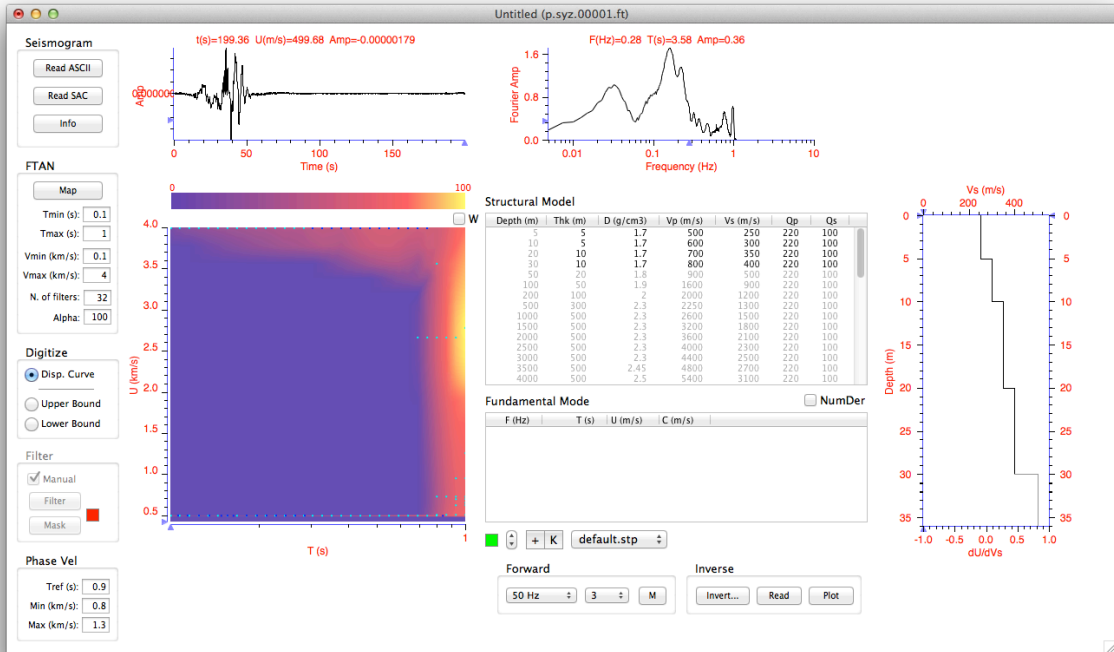 Untitled (p.syz.00001.ft)
Seismogram
Read ASCII
Read SAC
Info
FTAN
Map
Tmin (s): 0.1
Tmax (s): 1
Vmin (km/s): 0.1
Vmax (km/s): 4
N. of filters: 32
Alpha: 100
Digitize
Disp. Curve
Upper Bound
Lower Bound
Filter
Manual
Filter
Mask
Phase Vel
Tref (s): 0.9
Min (km/s): 0.8
Max (km/s): 1.3
t(s)=199.36 U(m/s)=499.68 Amp=-0.00000179
0.000000
Amp
0 50 100 150
Time (s)
F(Hz)=0.28 T(s)=3.58 Amp=0.36
1.6
0.8
0.0
Fourier Amp
0.01 0.1 1 10
Frequency (Hz)
0 100
W
4.0
3.5
3.0
2.5
2.0
1.5
1.0
0.5
U (km/s)
1
T (s)
Structural Model
Depth (m) Thk (m) D (g/cm3) Vp (m/s) Vs (m/s) Qp Qs
5 5 1.7 500 250 220 100
10 5 1.7 600 300 220 100
20 10 1.7 700 350 220 100
30 10 1.7 800 400 220 100
50 20 1.8 900 500 220 100
100 50 1.9 1600 900 220 100
200 100 2 2000 1200 220 100
500 300 2.3 2250 1300 220 100
1000 500 2.3 2600 1500 220 100
1500 500 2.3 3200 1800 220 100
2000 500 2.3 3600 2100 220 100
2500 500 2.3 4000 2300 220 100
3000 500 2.3 4400 2500 220 100
3500 500 2.45 4800 2700 220 100
4000 500 2.5 5400 3100 220 100
Fundamental Mode
NumDer
F (Hz) T (s) U (m/s) C (m/s)
+ K default.stp
Forward
50 Hz 3 M
Inverse
Invert... Read Plot
Vs (m/s)
0 200 400
0 0
5 5
10 10
15 15
20 20
25 25
30 30
35 35
Depth (m)
-1.0 -0.5 0.0 0.5 1.0
dU/dVs